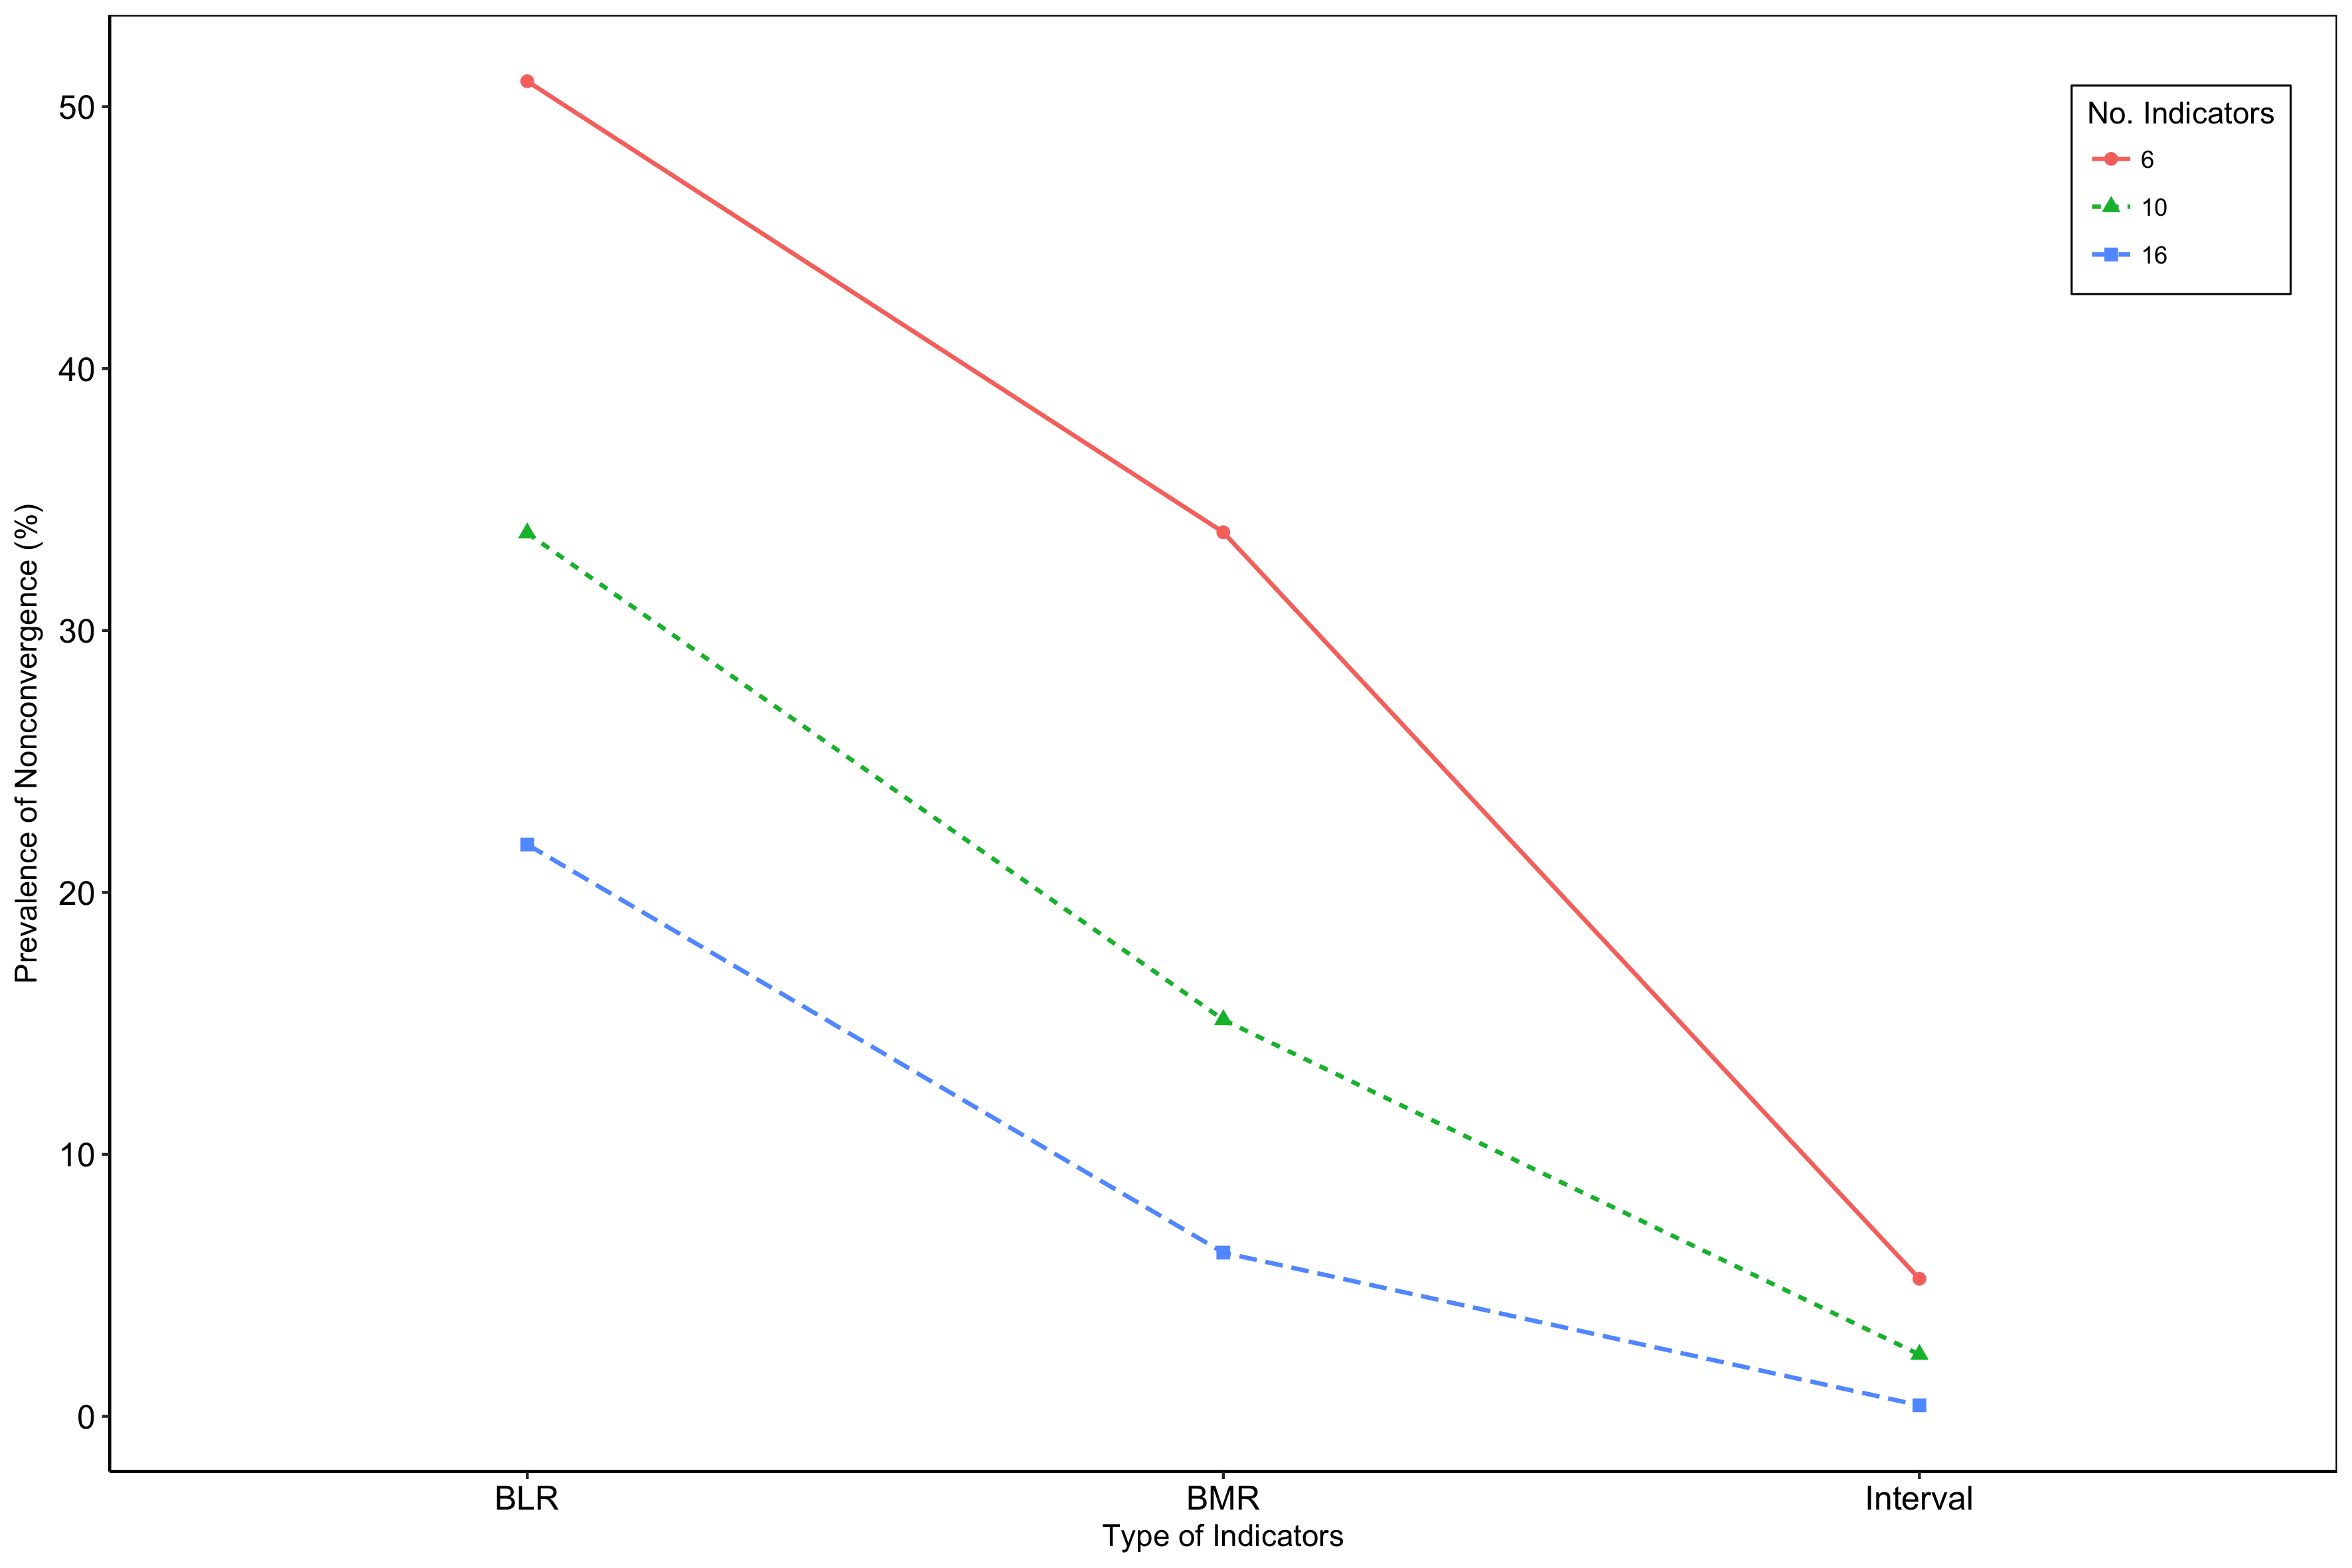 No. Indicators
6
10
16
Prevalence of Nonconvergence (%)
50
40
30
20
10
0
BLR BMR Interval
Type of Indicators